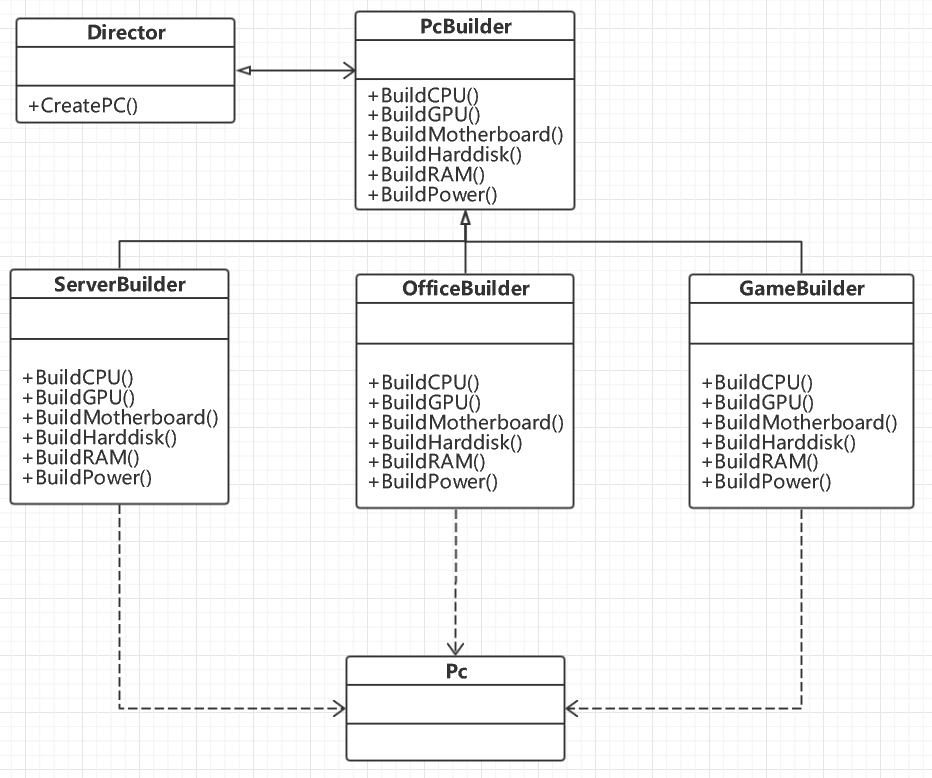 Director
+CreatePC()
PcBuilder
+BuildCPU()
+BuildGPU()
+BuildMotherboard()
+BuildHarddisk()
+BuildRAM()
+BuildPower()
ServerBuilder
+BuildCPU()
+BuildGPU()
+BuildMotherboard()
+BuildHarddisk()
+BuildRAM()
+BuildPower()
OfficeBuilder
+BuildCPU()
+BuildGPU()
+BuildMotherboard()
+BuildHarddisk()
+BuildRAM()
+BuildPower()
GameBuilder
+BuildCPU()
+BuildGPU()
+BuildMotherboard()
+BuildHarddisk()
+BuildRAM()
+BuildPower()
Pc